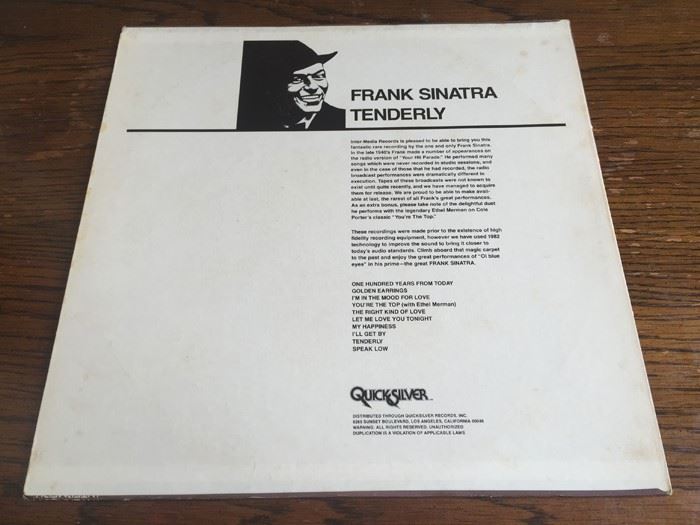 FRANK SINATRA
TENDERLY
Inter-Media Records is pleased to be able to bring you this
fantastic rare recording by the one and only Frank Sinatra.
In the late 1940's Frank made a number of appearances on
the radio version of "Your Hit Parade." He performed many
songs which were never recorded in studio sessions, and
even in the case of those that he had recorded, the radio
broadcast performances were dramatically different in
execution. Tapes of these broadcasts were not known to
exist until quite recently, and we have managed to acquire
them for release. We are proud to be able to make avail-
able at last, the rarest of all Frank's great performances.
As an extra bonus, please take note of the delightful duet
he performs with the legendary Ethel Merman on Cole
Porter's classic "You're The Top."
These recordings were made prior to the existence of high
fidelity recording equipment, however we have used 1982
technology to improve the sound to bring it closer to
today's audio standards. Climb aboard that magic carpet
to the past and enjoy the great performances of "Ol blue
eyes" in his prime—the great FRANK SINATRA.
ONE HUNDRED YEARS FROM TODAY
GOLDEN EARRINGS
I'M IN THE MOOD FOR LOVE
YOU'RE THE TOP (with Ethel Merman)
THE RIGHT KIND OF LOVE
LET ME LOVE YOU TONIGHT
MY HAPPINESS
I'LL GET BY
TENDERLY
SPEAK LOW
QUICKSILVER
DISTRIBUTED THROUGH QUICKSILVER RECORDS, INC.
SUNSET BOULEVARD, LOS ANGELES, CALIFORNIA
WARNING: ALL RIGHTS RESERVED. UNAUTHORIZED
DUPLICATION IS A VIOLATION OF APPLICABLE LAWS